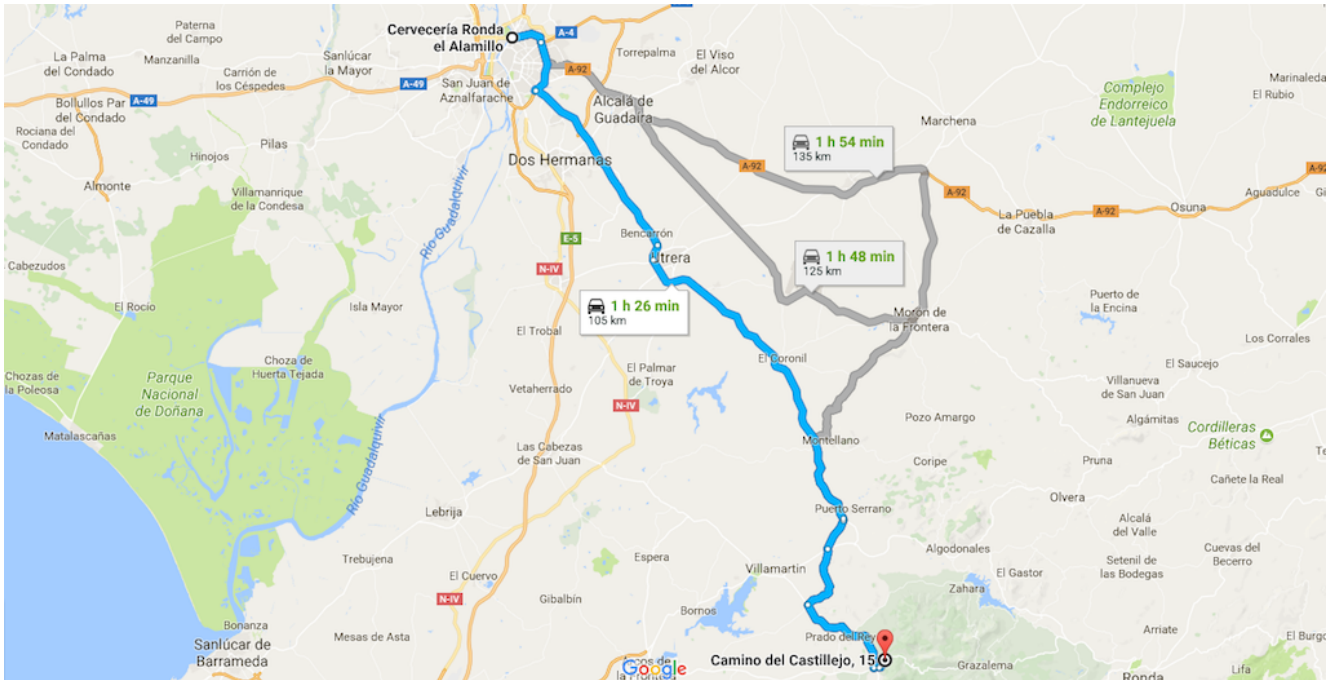 Paterna
del Campo
Cervecería Ronda
el Alamillo
A-4
La Palma
del Condado
Manzanilla
Sanlúcar
la Mayor
Torrepalma
El Viso
del Alcor
A-92
Carrión de
los Céspedes
A-49
San Juan de
Aznalfarache
A-49
Marinaleda
El Rubio
Complejo
Endorreico
de Lantejuela
Bollullos Par
del Condado
A-49
Alcalá de
Guadaíra
Marchena
Rociana del
Condado
Hinojos
Pilas
Dos Hermanas
1 h 54 min
135 km
A-92
A-92
A-92
Almonte
Villamanrique
de la Condesa
A-92
Aguadulce
Osuna
La Puebla
de Cazalla
Río Guadalquivir
Bencarrón
E-5
Utrera
1 h 48 min
125 km
Cabezudos
N-IV
El Rocío
Isla Mayor
1 h 26 min
105 km
Puerto de
la Encina
Morón de
la Frontera
El Trobal
Los Corrales
Choza de
Huerta Tejada
El Coronil
El Saucejo
Chozas de
la Poleosa
Parque
Nacional
de Doñana
El Palmar
de Troya
Vetaherrado
Villanueva
de San Juan
N-IV
Pozo Amargo
Algámitas
Matalascañas
Montellano
Cordilleras
Béticas
Las Cabezas
de San Juan
Coripe
Pruna
Río Guadalquivir
Cañete la Real
Olvera
Lebrija
Puerto Serrano
Alcalá
del Valle
Trebujena
Espera
Algodonales
Setenil de
las Bodegas
Cuevas del
Becerro
El Cuervo
Villamartín
El Gastor
Zahara
N-IV
Gibalbín
Bornos
Bonanza
Mesas de Asta
Prado del Rey
Arriate
El Burgo
Sanlúcar de
Barrameda
Arcos de
la Frontera
Google
Camino del Castillejo, 15
Grazalema
Ronda
Lifa